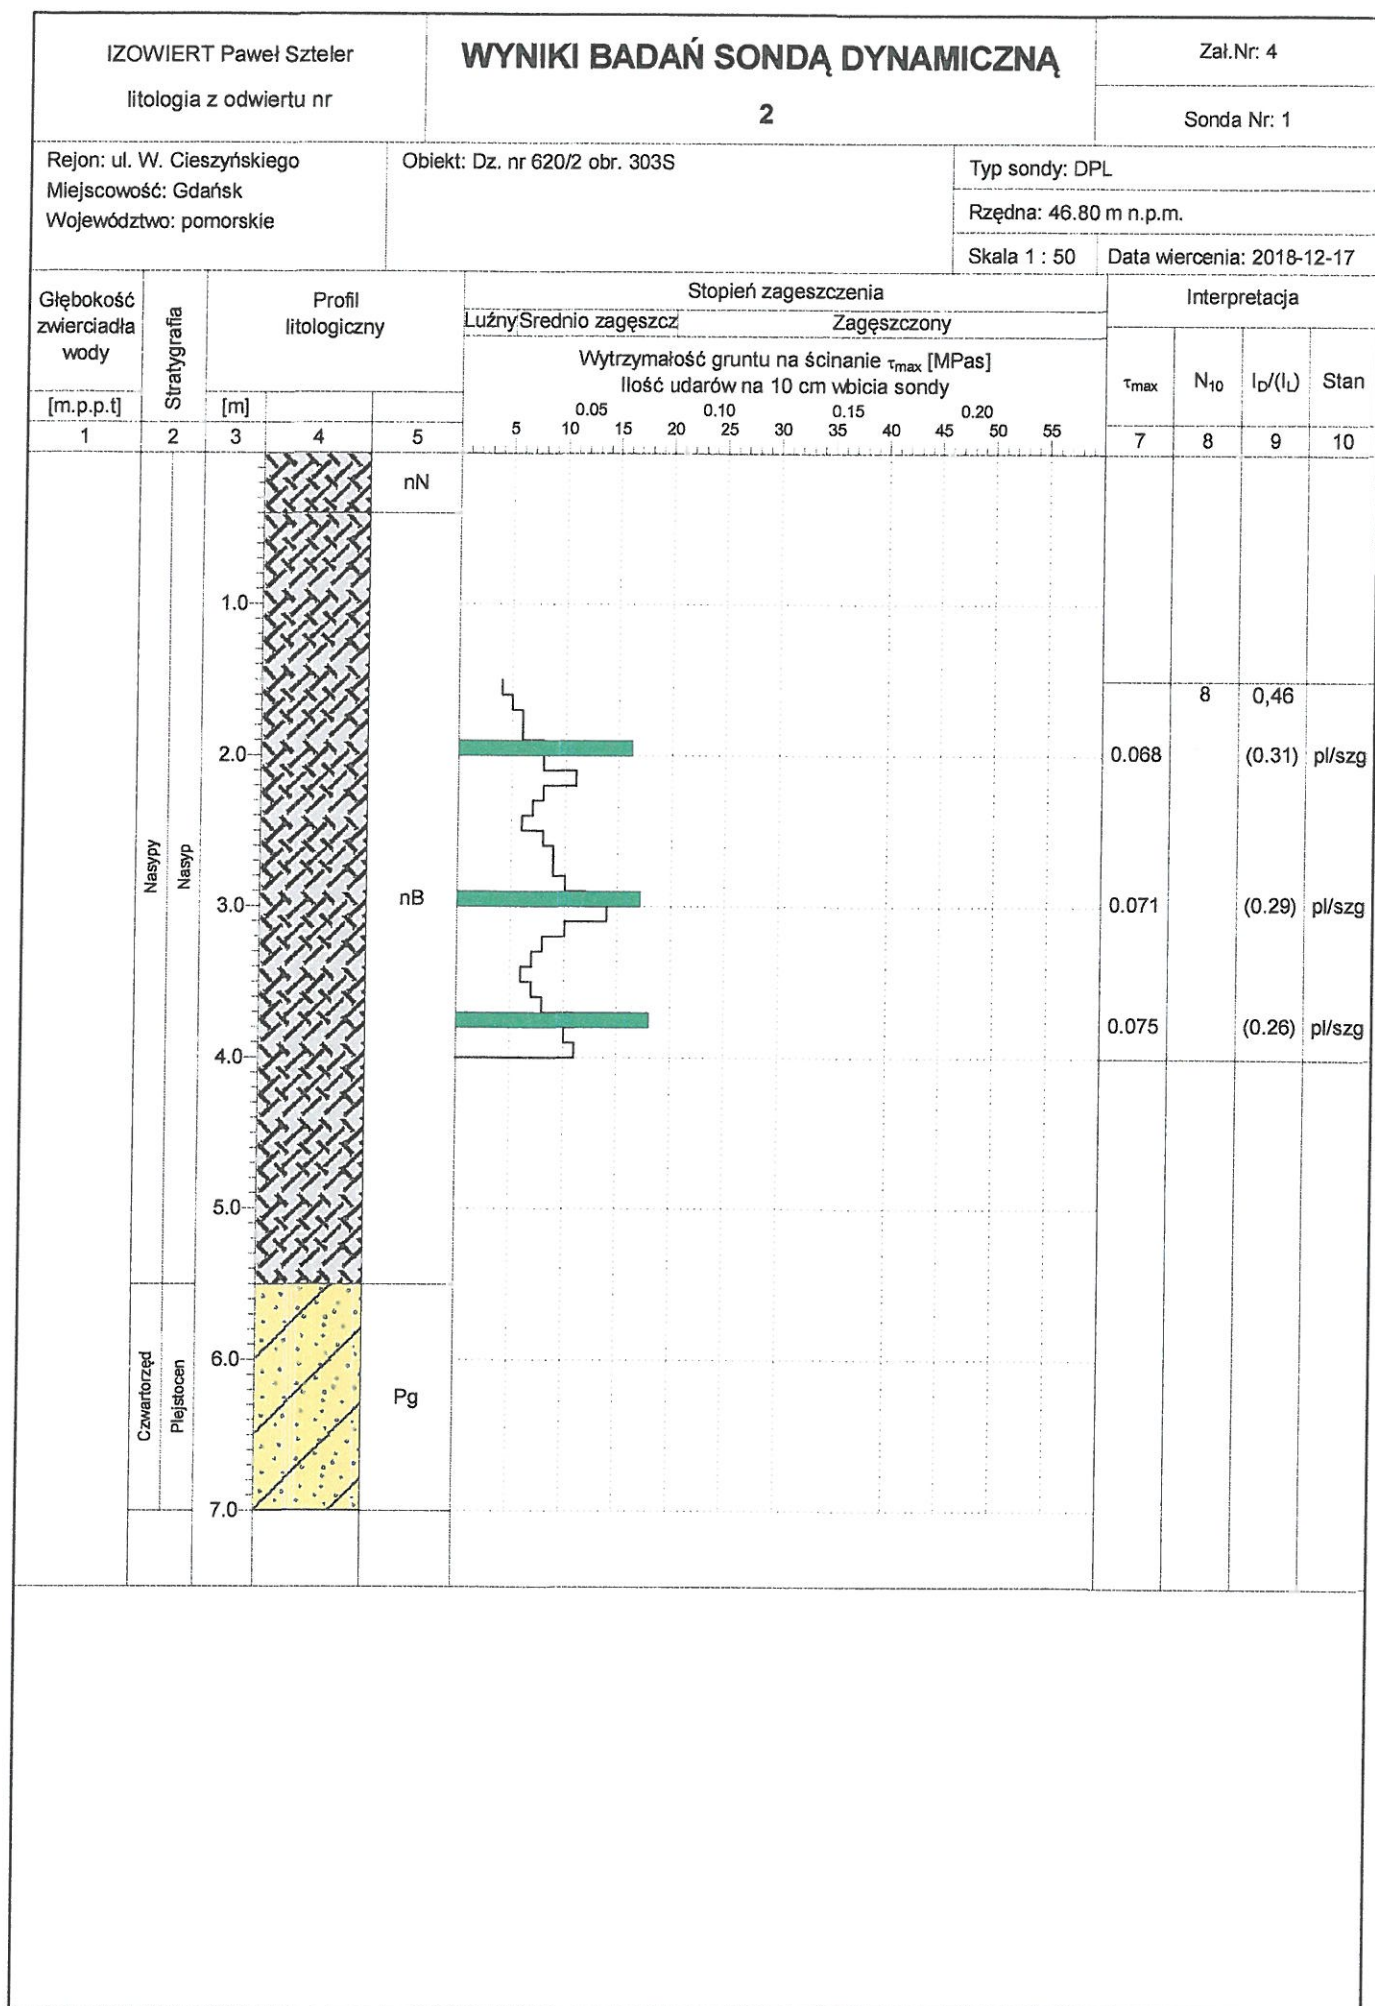 IZOWIERT Paweł Szteler
litologia z odwiertu nr
WYNIKI BADAŃ SONDĄ DYNAMICZNĄ
2
Zał.Nr: 4
Sonda Nr: 1
Rejon: ul. W. Cieszyńskiego
Miejscowość: Gdańsk
Województwo: pomorskie
Obiekt: Dz. nr 620/2 obr. 303S
Typ sondy: DPL
Rzędna: 46.80 m n.p.m.
Skala 1 : 50
Data wiercenia: 2018-12-17
Głębokość
zwierciadła
wody
[m.p.p.t]
Stratygrafia
Profil
litologiczny
[m]
Stopień zageszczenia
Luźny Srednio zagęszcz Zagęszczony
Wytrzymałość gruntu na ścinanie τmax [MPas]
Ilość udarów na 10 cm wbicia sondy
0.05 0.10 0.15 0.20
5 10 15 20 25 30 35 40 45 50 55
Interpretacja
τmax N10 ID/(IL) Stan
1 2 3 4 5 7 8 9 10
nN
1.0
8 0,46
2.0
0.068 (0.31) pl/szg
Nasypy
Nasyp
3.0
nB
0.071 (0.29) pl/szg
0.075 (0.26) pl/szg
4.0
5.0
Czwartorzęd
Plejstocen
6.0
Pg
7.0